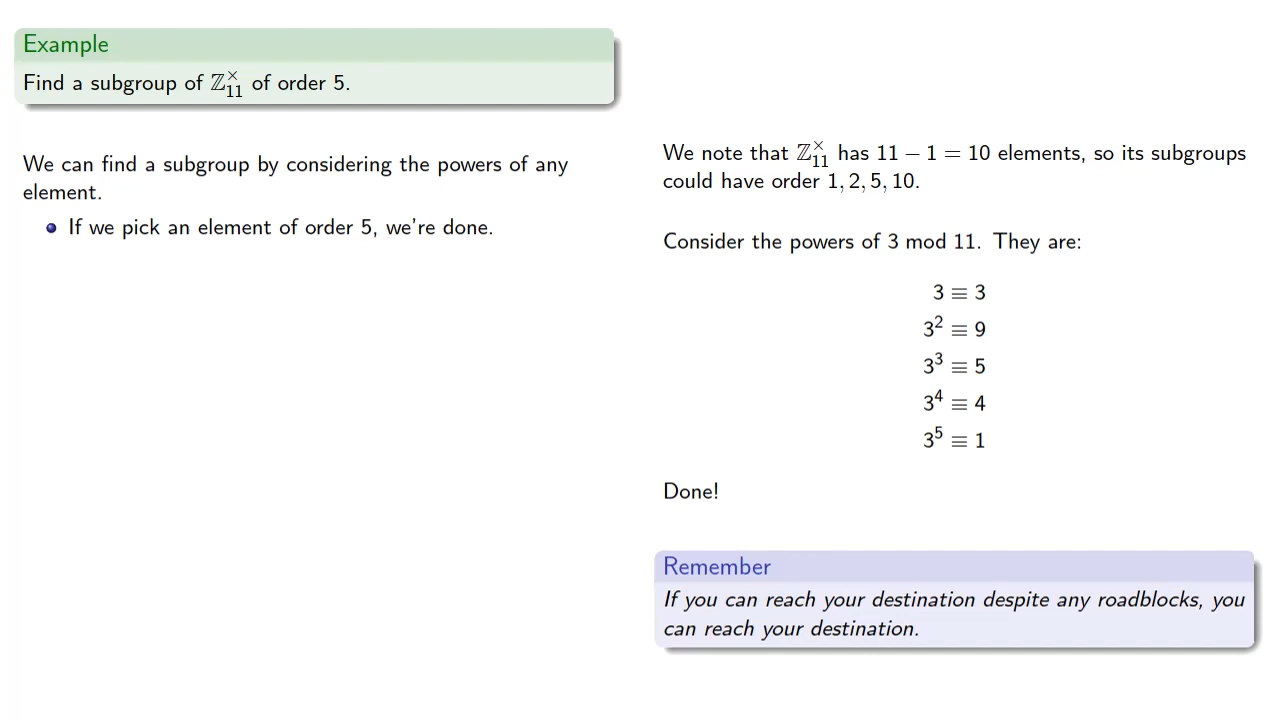 Example
Find a subgroup of ℤ₁₁ˣ of order 5.
We can find a subgroup by considering the powers of any
element.
If we pick an element of order 5, we're done.
We note that ℤ₁₁ˣ has 11 − 1 = 10 elements, so its subgroups
could have order 1, 2, 5, 10.
Consider the powers of 3 mod 11. They are:
3 ≡ 3
3² ≡ 9
3³ ≡ 5
3⁴ ≡ 4
3⁵ ≡ 1
Done!
Remember
If you can reach your destination despite any roadblocks, you
can reach your destination.